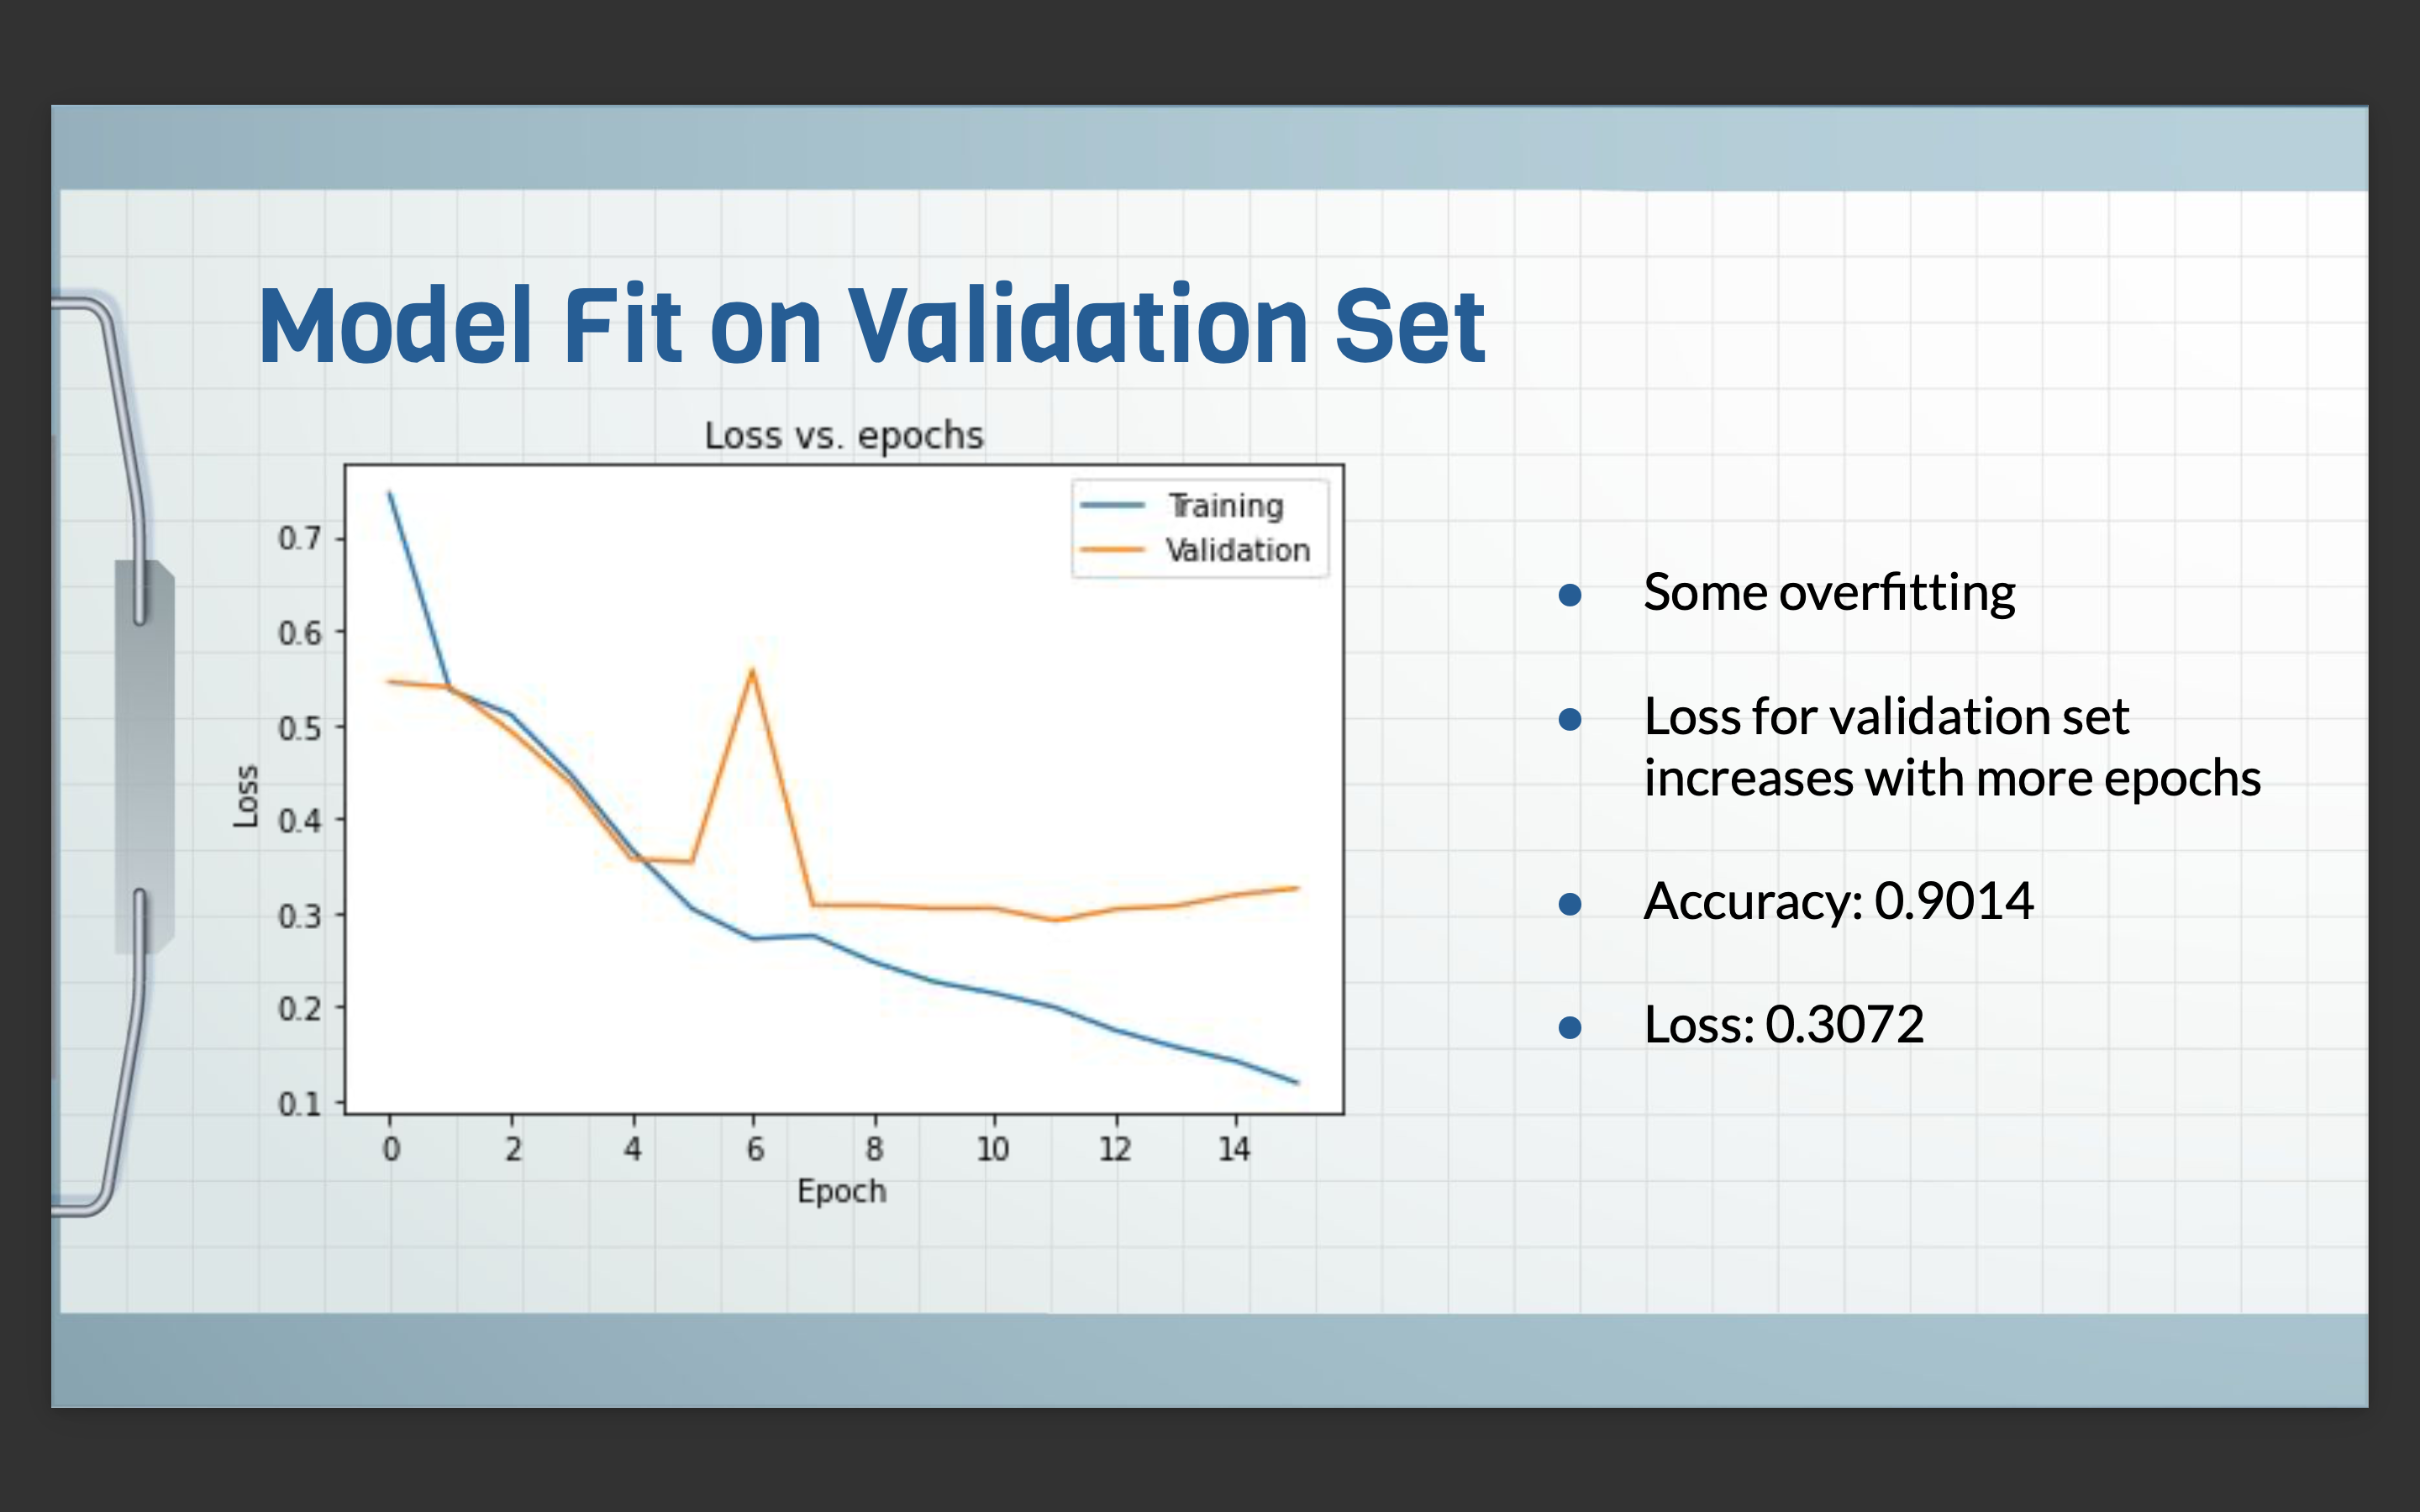 Model Fit on Validation Set
Loss vs. epochs
Training
Validation
0.7
0.6
0.5
0.4
0.3
0.2
0.1
Loss
0 2 4 6 8 10 12 14
Epoch
Some overfitting
Loss for validation set
increases with more epochs
Accuracy: 0.9014
Loss: 0.3072